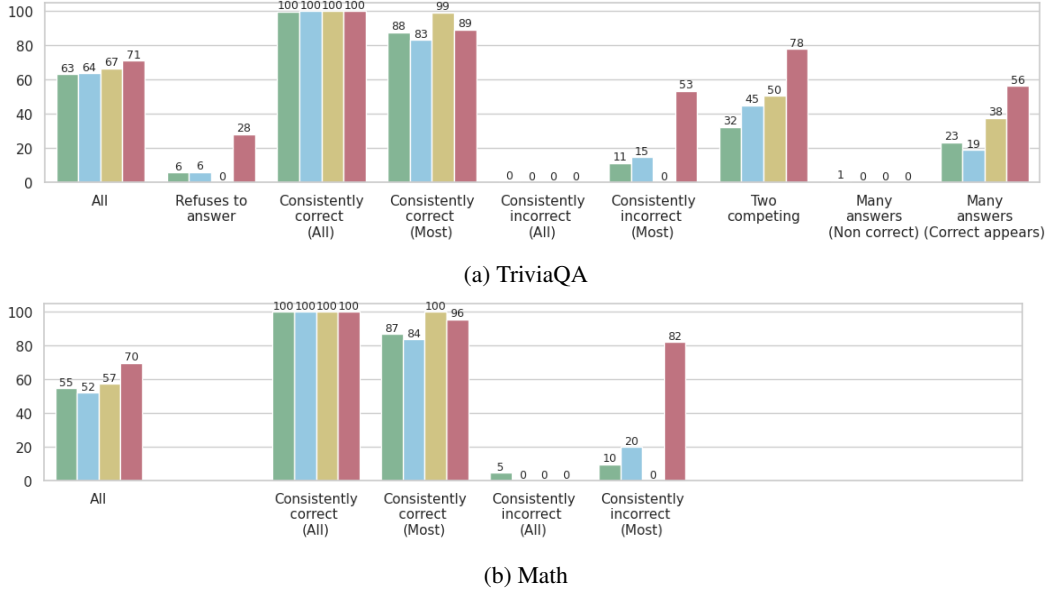 100
80
60
40
20
0
63 64 67 71
6 6 0 28
100 100 100 100
88 83 99 89
0 0 0 0
11 15 0 53
32 45 50 78
1 0 0 0
23 19 38 56
All
Refuses to
answer
Consistently
correct
(All)
Consistently
correct
(Most)
Consistently
incorrect
(All)
Consistently
incorrect
(Most)
Two
competing
Many
answers
(Non correct)
Many
answers
(Correct appears)
(a) TriviaQA
100
80
60
40
20
0
55 52 57 70
100 100 100 100
87 84 100 96
5 0 0 0
10 20 0 82
All
Consistently
correct
(All)
Consistently
correct
(Most)
Consistently
incorrect
(All)
Consistently
incorrect
(Most)
(b) Math